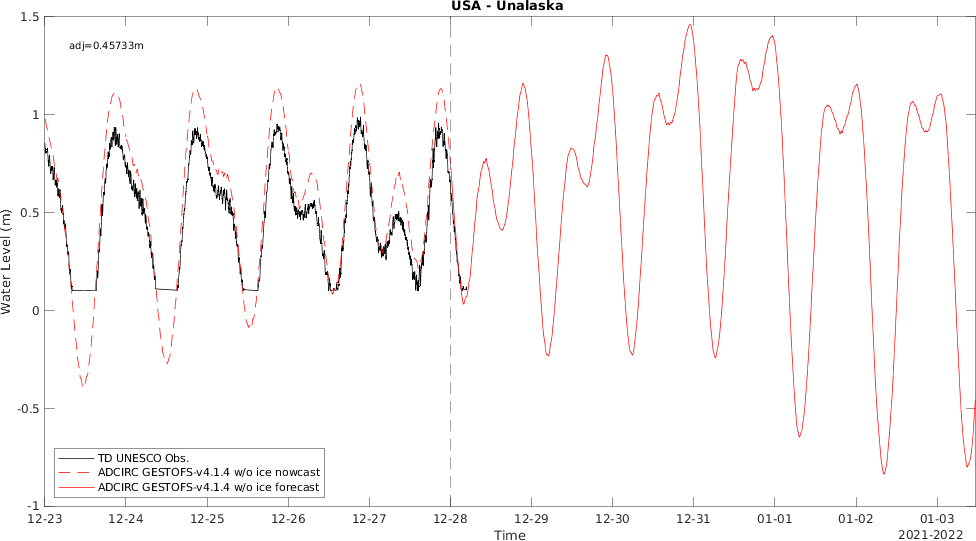 USA - Unalaska
adj=0.45733m
1.5
1
0.5
0
-0.5
-1
Water Level (m)
TD UNESCO Obs.
ADCIRC GESTOFS-v4.1.4 w/o ice nowcast
ADCIRC GESTOFS-v4.1.4 w/o ice forecast
12-23 12-24 12-25 12-26 12-27 12-28 12-29 12-30 12-31 01-01 01-02 01-03
Time
2021-2022